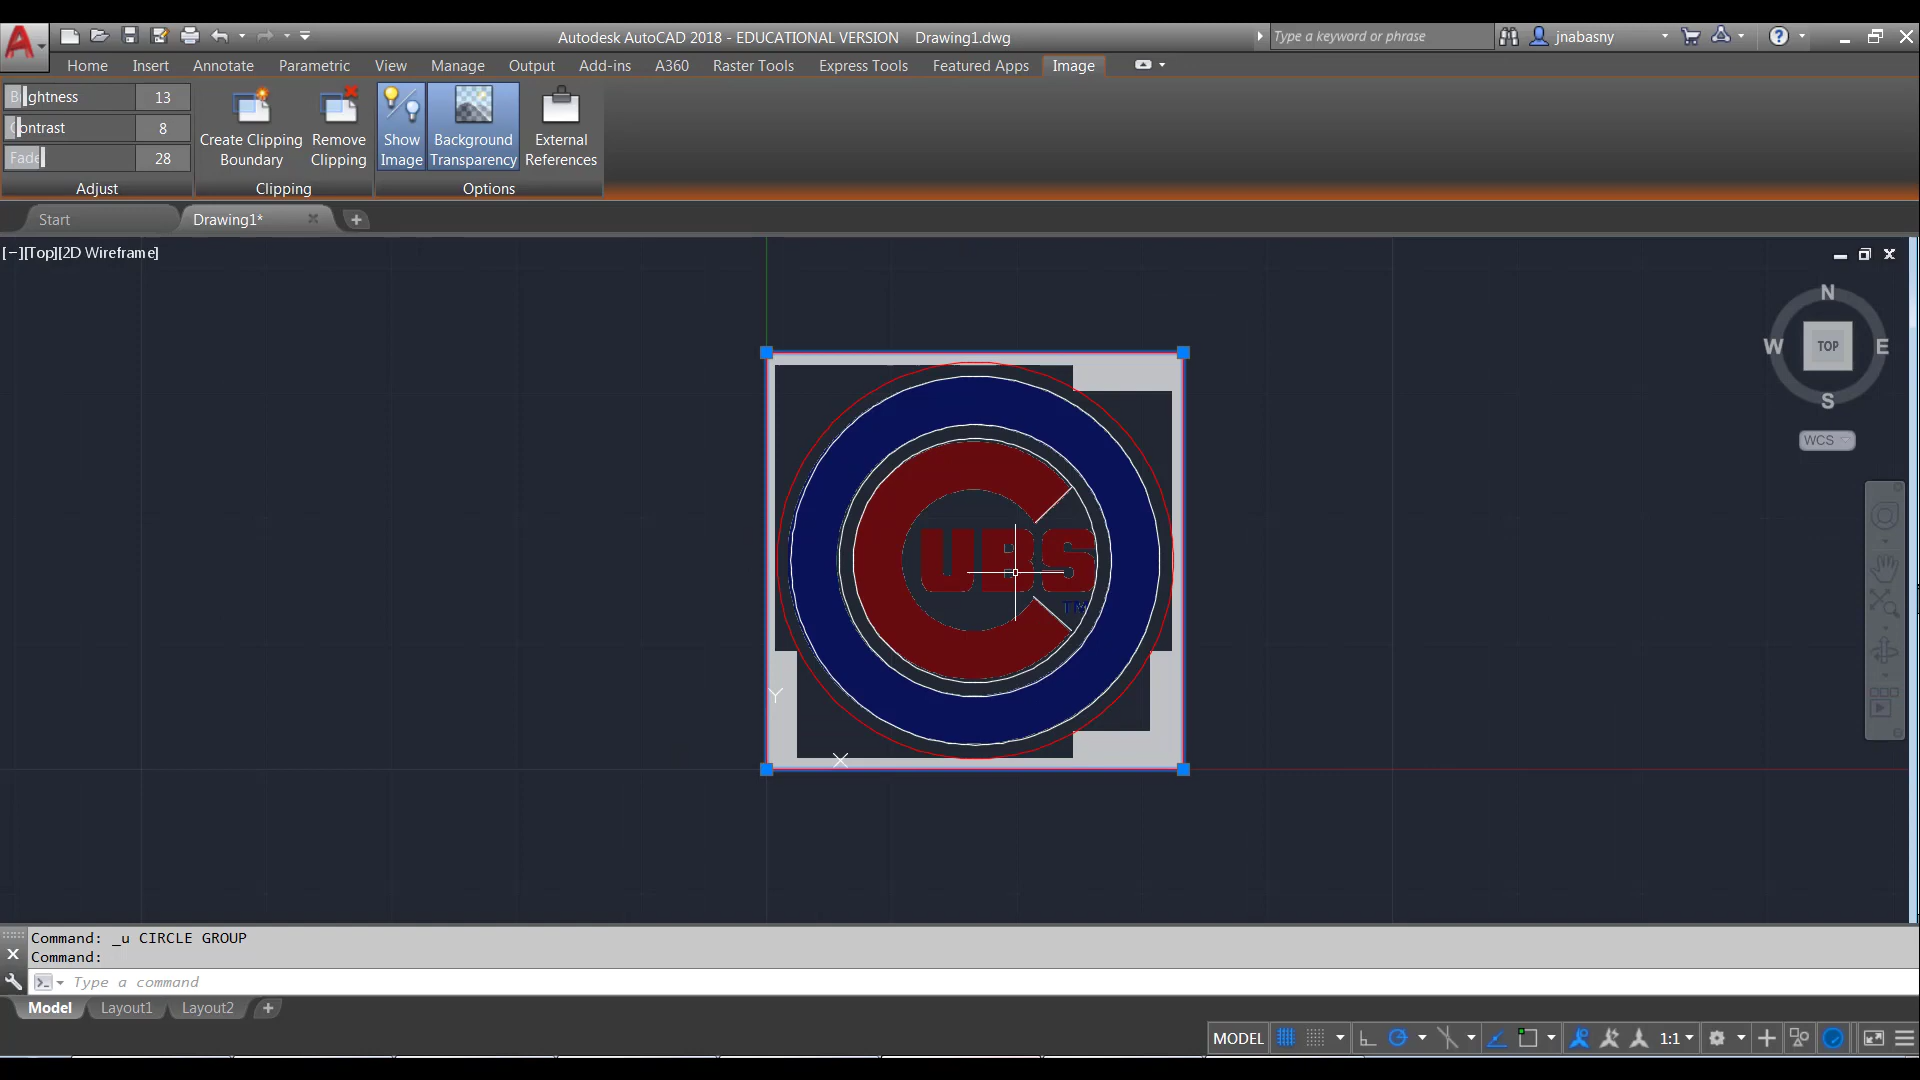 Autodesk AutoCAD 2018 - EDUCATIONAL VERSION Drawing1.dwg
Type a keyword or phrase
jnabasny
Home Insert Annotate Parametric View Manage Output Add-ins A360 Raster Tools Express Tools Featured Apps Image
Brightness 13
Contrast 8
Fade 28
Create Clipping
Boundary
Remove
Clipping
Show
Image
Background
Transparency
External
References
Adjust Clipping Options
Start Drawing1*
[−][Top][2D Wireframe]
N
W TOP E
S
WCS
UBS
TM
Y
X
Command: _u CIRCLE GROUP
Command:
Type a command
Model Layout1 Layout2
MODEL 1:1